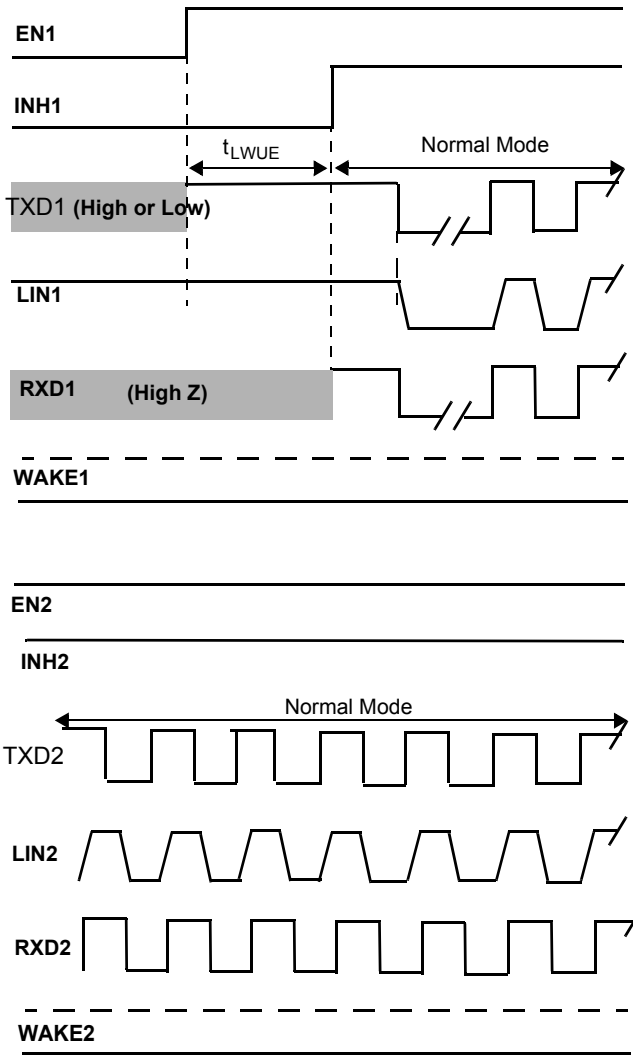 EN1
INH1
tLWUE
Normal Mode
TXD1 (High or Low)
LIN1
RXD1 (High Z)
WAKE1
EN2
INH2
Normal Mode
TXD2
LIN2
RXD2
WAKE2